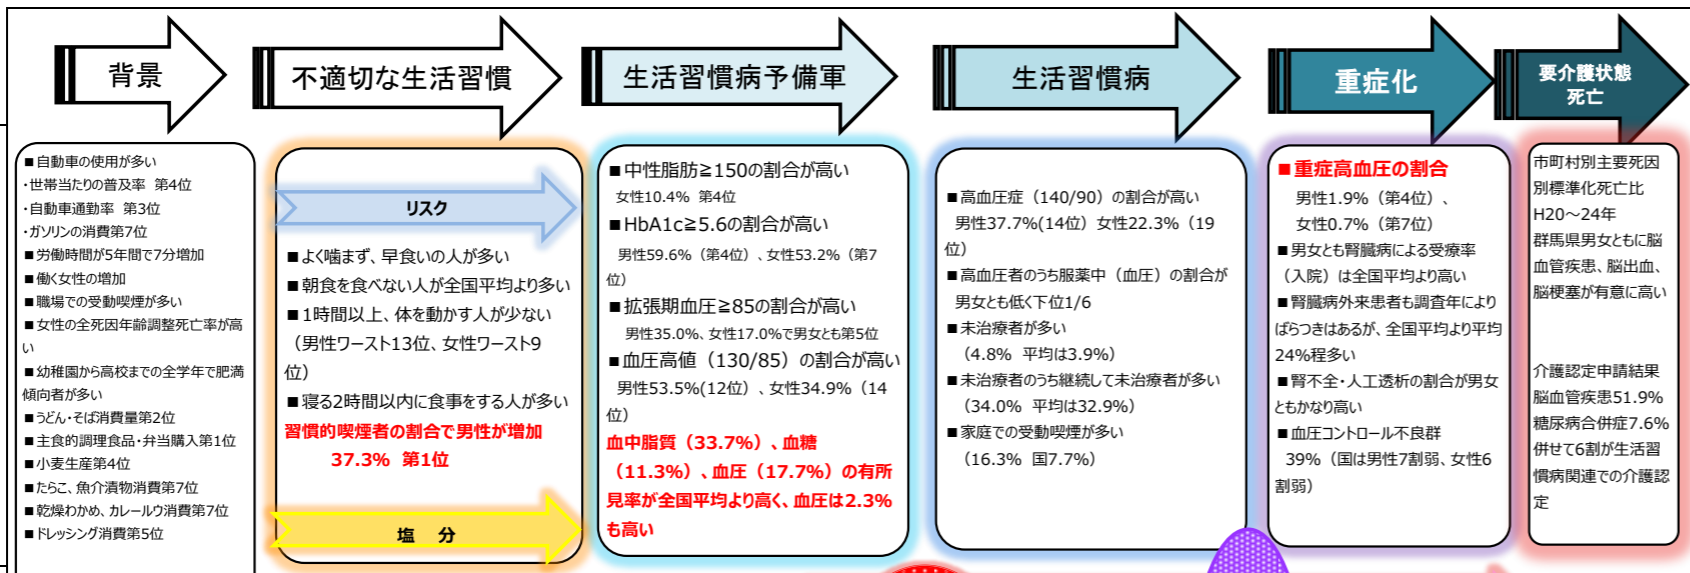 背景
不適切な生活習慣
生活習慣病予備軍
生活習慣病
重症化
要介護状態
死亡
■自動車の使用が多い
・世帯当たりの普及率 第4位
・自動車通勤率 第3位
・ガソリンの消費第7位
■労働時間が5年間で7分増加
■働く女性の増加
■職場での受動喫煙が多い
■女性の全死因年齢調整死亡率が高
い
■幼稚園から高校までの全学年で肥満
傾向者が多い
■うどん・そば消費量第2位
■主食的調理食品・弁当購入第1位
■小麦生産第4位
■たらこ、魚介漬物消費第7位
■乾燥わかめ、カレールウ消費第7位
■ドレッシング消費第5位
リスク
■よく噛まず、早食いの人が多い
■朝食を食べない人が全国平均より多い
■1時間以上、体を動かす人が少ない
（男性ワースト13位、女性ワースト9
位）
■寝る2時間以内に食事をする人が多い
習慣的喫煙者の割合で男性が増加
37.3% 第1位
塩 分
■中性脂肪≧150の割合が高い
女性10.4% 第4位
■HbA1c≧5.6の割合が高い
男性59.6%（第4位）、女性53.2%（第7
位）
■拡張期血圧≧85の割合が高い
男性35.0%、女性17.0%で男女とも第5位
■血圧高値（130/85）の割合が高い
男性53.5%(12位）、女性34.9%（14
位）
血中脂質（33.7%）、血糖
（11.3%）、血圧（17.7%）の有所
見率が全国平均より高く、血圧は2.3%
も高い
■高血圧症（140/90）の割合が高い
男性37.7%(14位）女性22.3%（19
位）
■高血圧者のうち服薬中（血圧）の割合が
男女とも低く下位1/6
■未治療者が多い
（4.8% 平均は3.9%）
■未治療者のうち継続して未治療者が多い
（34.0% 平均は32.9%）
■家庭での受動喫煙が多い
（16.3% 国7.7%）
■重症高血圧の割合
男性1.9%（第4位）、
女性0.7%（第7位）
■男女とも腎臓病による受療率
（入院）は全国平均より高い
■腎臓病外来患者も調査年により
ばらつきはあるが、全国平均より平均
24%程多い
■腎不全・人工透析の割合が男女
ともかなり高い
■血圧コントロール不良群
39%（国は男性7割弱、女性6
割弱）
市町村別主要死因
別標準化死亡比
H20～24年
群馬県男女ともに脳
血管疾患、脳出血、
脳梗塞が有意に高い
介護認定申請結果
脳血管疾患51.9%
糖尿病合併症7.6%
併せて6割が生活習
慣病関連での介護認
定